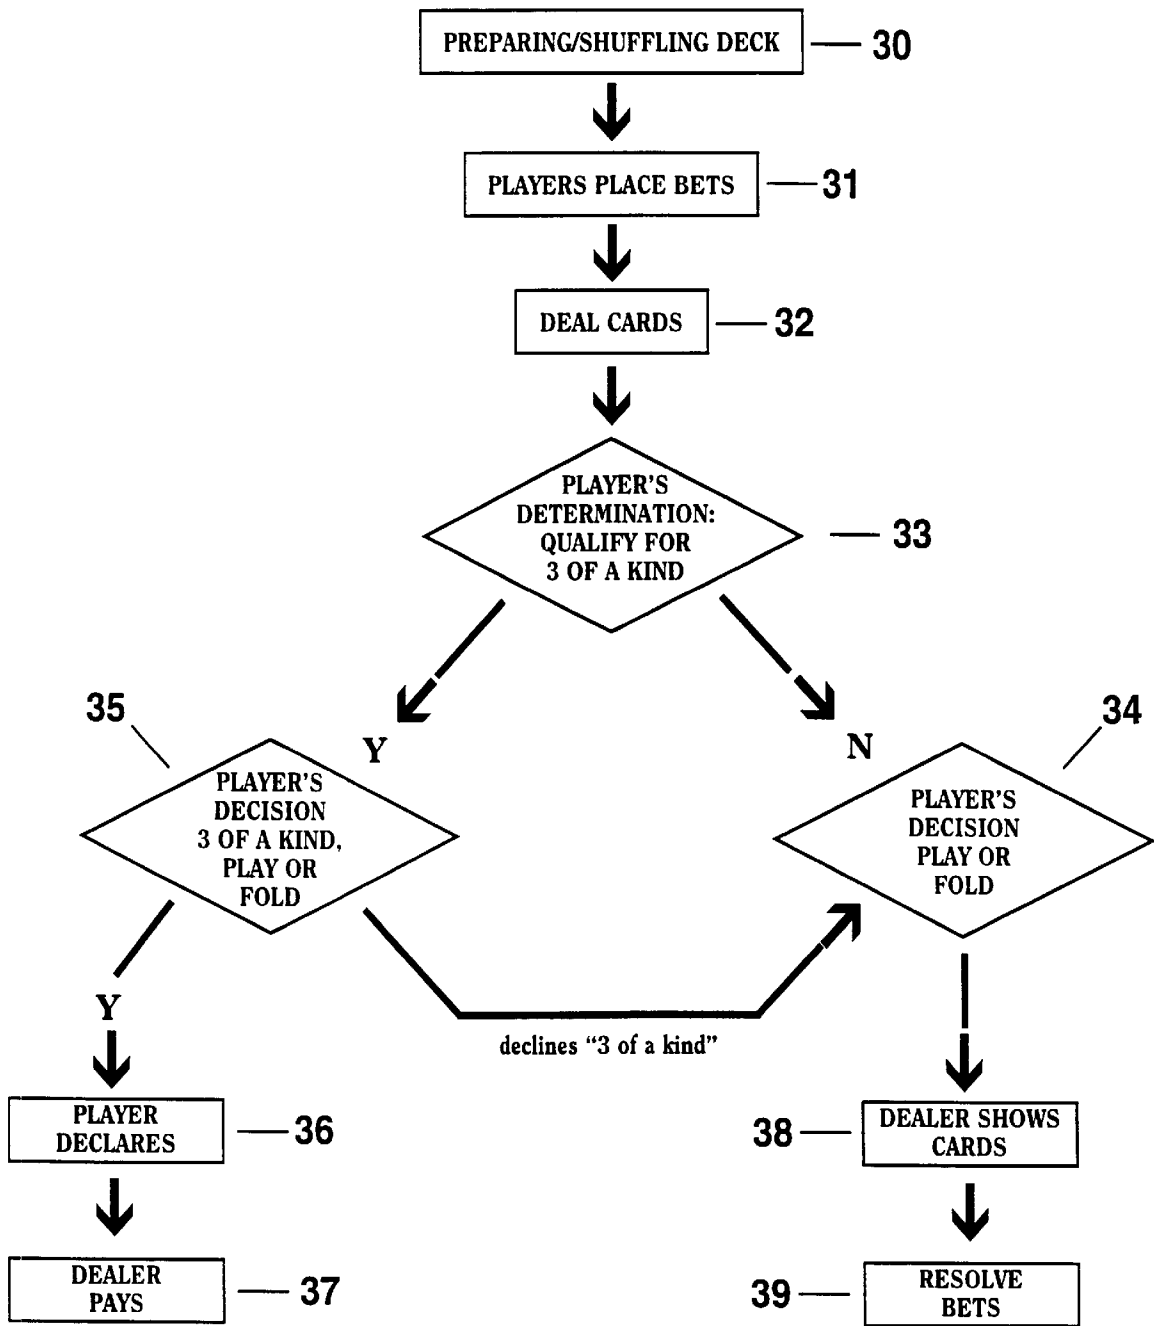 PREPARING/SHUFFLING DECK
30
PLAYERS PLACE BETS
31
DEAL CARDS
32
PLAYER'S
DETERMINATION:
QUALIFY FOR
3 OF A KIND
33
35
Y
N
34
PLAYER'S
DECISION
3 OF A KIND,
PLAY OR
FOLD
PLAYER'S
DECISION
PLAY OR
FOLD
Y
declines “3 of a kind”
PLAYER
DECLARES
36
38
DEALER SHOWS
CARDS
DEALER
PAYS
37
39
RESOLVE
BETS